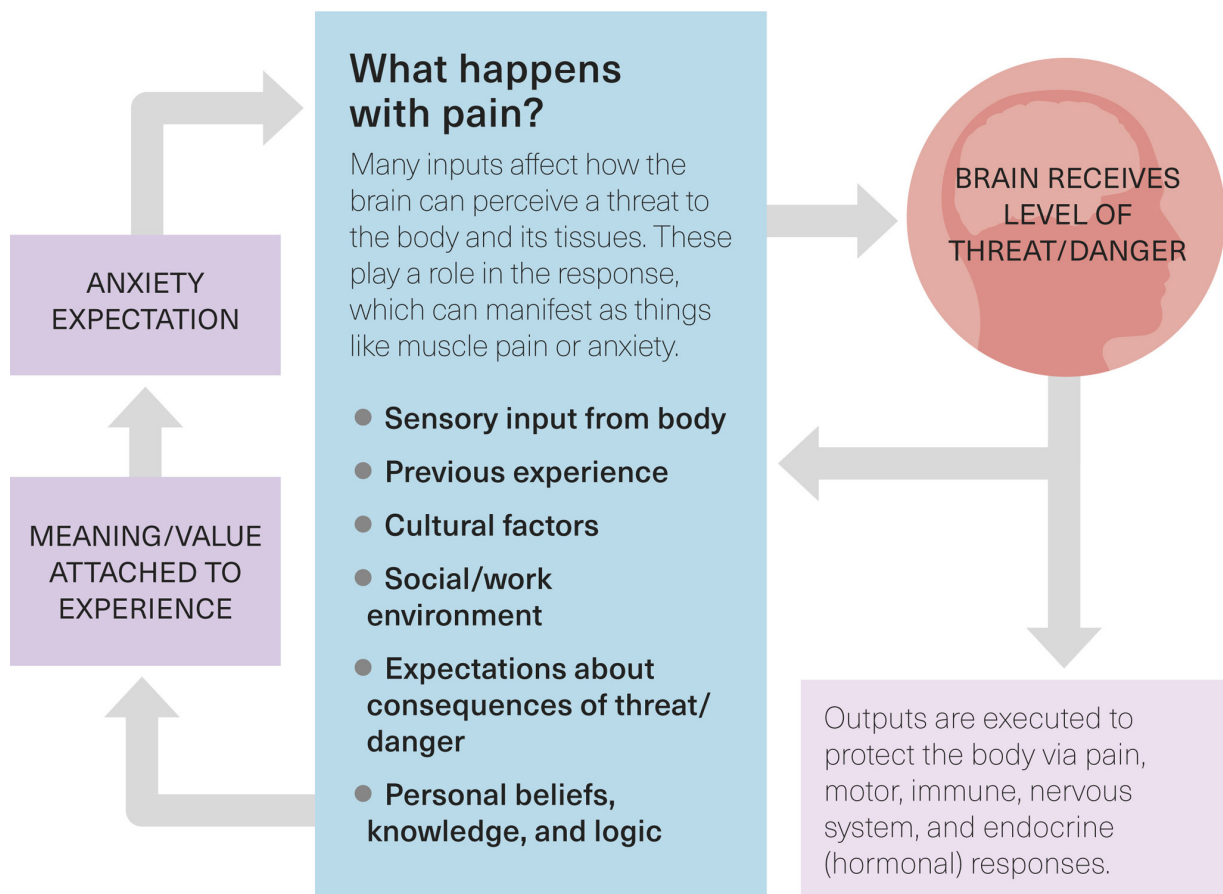 What happens
with pain?
Many inputs affect how the
brain can perceive a threat to
the body and its tissues. These
play a role in the response,
which can manifest as things
like muscle pain or anxiety.
● Sensory input from body
● Previous experience
● Cultural factors
● Social/work
environment
● Expectations about
consequences of threat/
danger
● Personal beliefs,
knowledge, and logic
BRAIN RECEIVES
LEVEL OF
THREAT/DANGER
Outputs are executed to
protect the body via pain,
motor, immune, nervous
system, and endocrine
(hormonal) responses.
MEANING/VALUE
ATTACHED TO
EXPERIENCE
ANXIETY
EXPECTATION